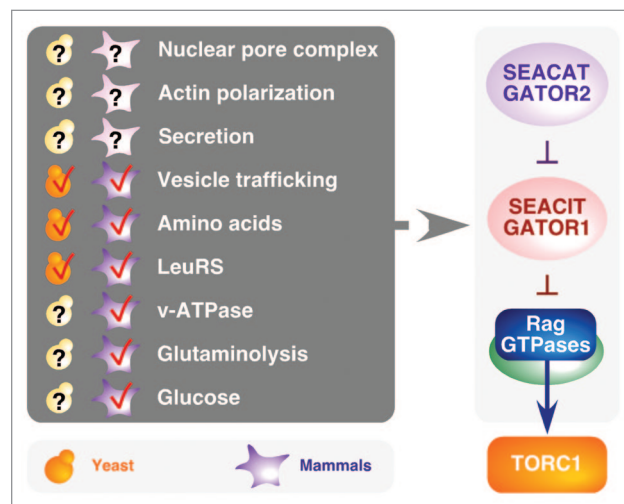 ? ? Nuclear pore complex
? ? Actin polarization
? ? Secretion
Vesicle trafficking
Amino acids
LeuRS
? v-ATPase
? Glutaminolysis
? Glucose
Yeast
Mammals
SEACAT
GATOR2
SEACIT
GATOR1
Rag
GTPases
TORC1